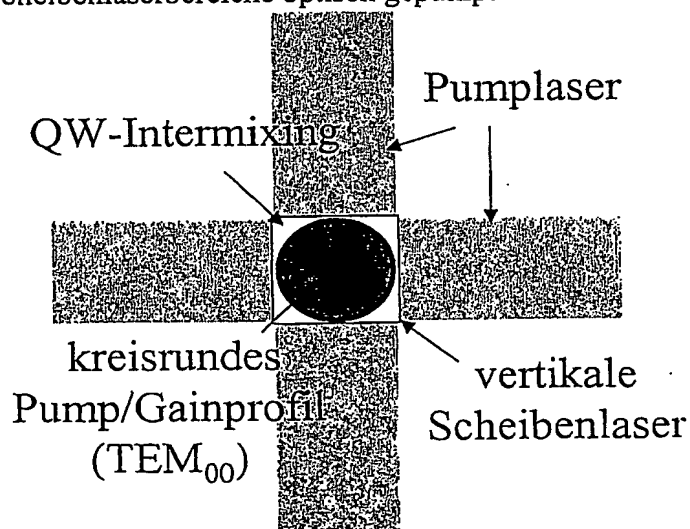 Pumplaser
QW-Intermixing
kreisrundes
Pump/Gainprofil
(TEM₀₀)
vertikale
Scheibenlaser